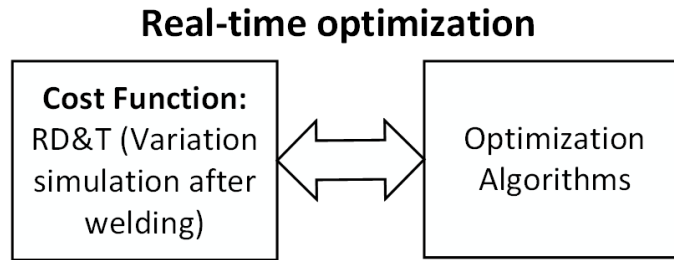 Real-time optimization
Cost Function:
RD&T (Variation
simulation after
welding)
Optimization
Algorithms